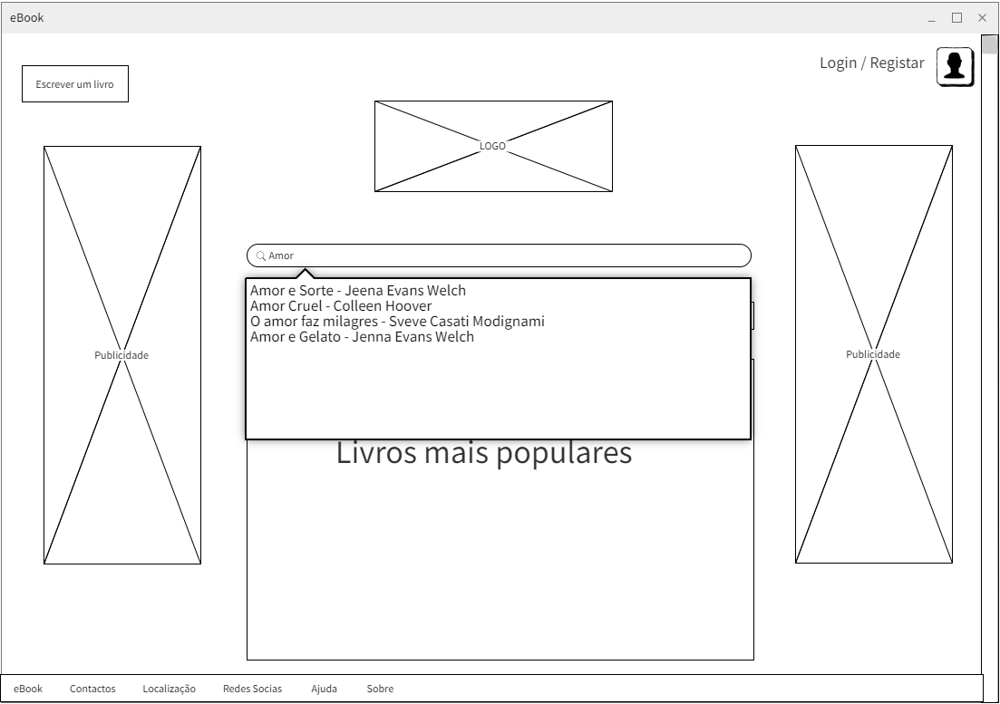 eBook
Login / Registar
Escrever um livro
LOGO
Amor
Amor e Sorte - Jeena Evans Welch
Amor Cruel - Colleen Hoover
O amor faz milagres - Sveve Casati Modignami
Amor e Gelato - Jenna Evans Welch
Publicidade
Publicidade
Livros mais populares
eBook Contactos Localização Redes Socias Ajuda Sobre